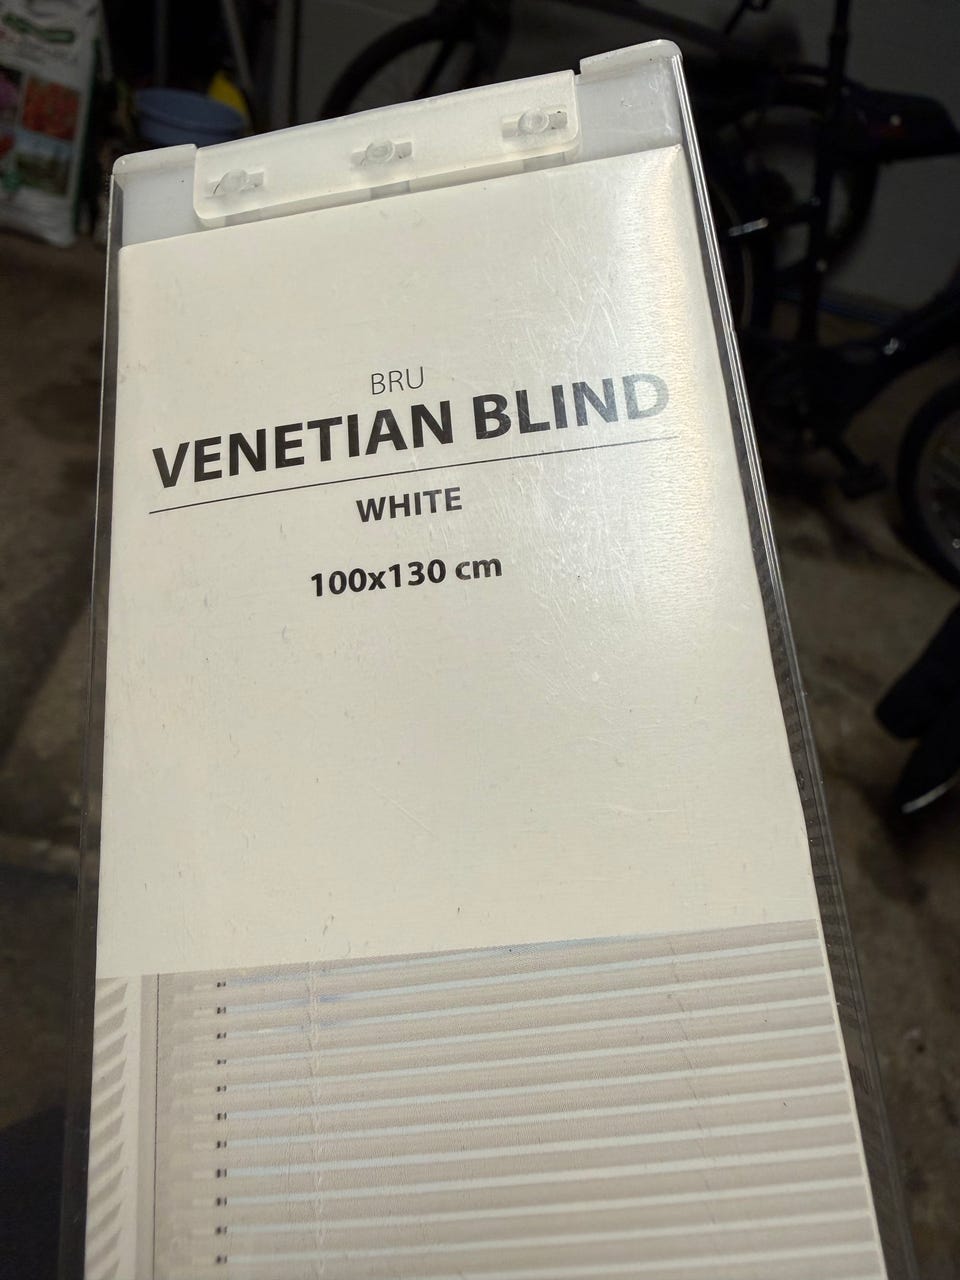 BRU
VENETIAN BLIND
WHITE
100x130 cm